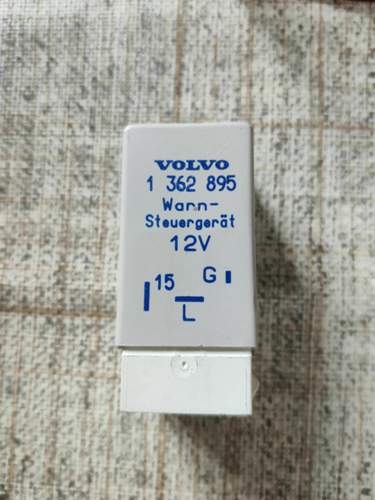 VOLVO
1 362 895
Warn-
Steuergerät
12V
15 G
L